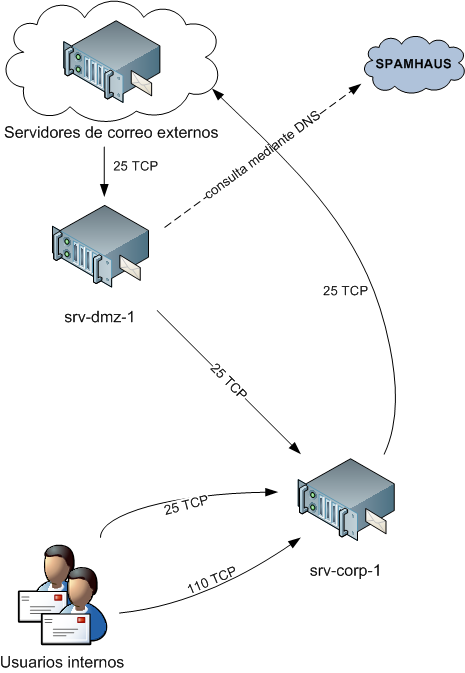 SPAMHAUS
Servidores de correo externos
consulta mediante DNS
25 TCP
srv-dmz-1
25 TCP
25 TCP
25 TCP
srv-corp-1
110 TCP
Usuarios internos